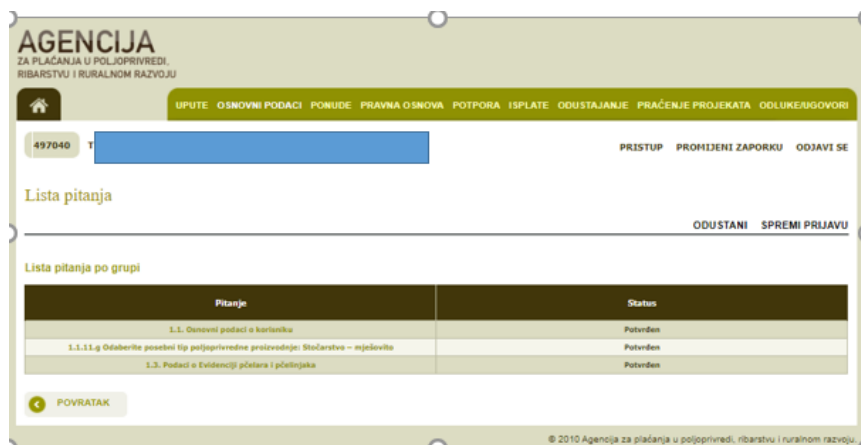 AGENCIJA
ZA PLAĆANJA U POLJOPRIVREDI,
RIBARSTVU I RURALNOM RAZVOJU
UPUTE OSNOVNI PODACI PONUDE PRAVNA OSNOVA POTPORA ISPLATE ODUSTAJANJE PRAĆENJE PROJEKATA ODLUKE/UGOVORI
497040 T
PRISTUP PROMIJENI ZAPORKU ODJAVI SE
Lista pitanja
ODUSTANI SPREMI PRIJAVU
Lista pitanja po grupi
Pitanje Status
1.1. Osnovni podaci o korisniku Potvrđen
1.1.11.g Odaberite posebni tip poljoprivredne proizvodnje: Stočarstvo – mješovito Potvrđen
1.3. Podaci o Evidenciji pčelara i pčelinjaka Potvrđen
POVRATAK
© 2010 Agencija za plaćanja u poljoprivredi, ribarstvu i ruralnom razvoju.